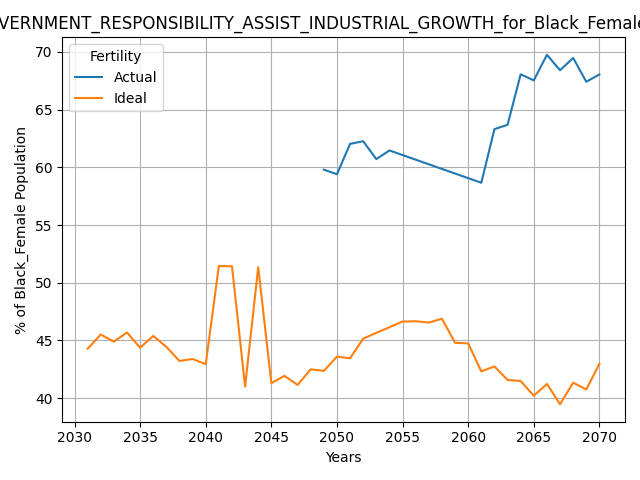 VERNMENT_RESPONSIBILITY_ASSIST_INDUSTRIAL_GROWTH_for_Black_Female
Fertility
Actual
Ideal
% of Black_Female Population
70
65
60
55
50
45
40
2030 2035 2040 2045 2050 2055 2060 2065 2070
Years